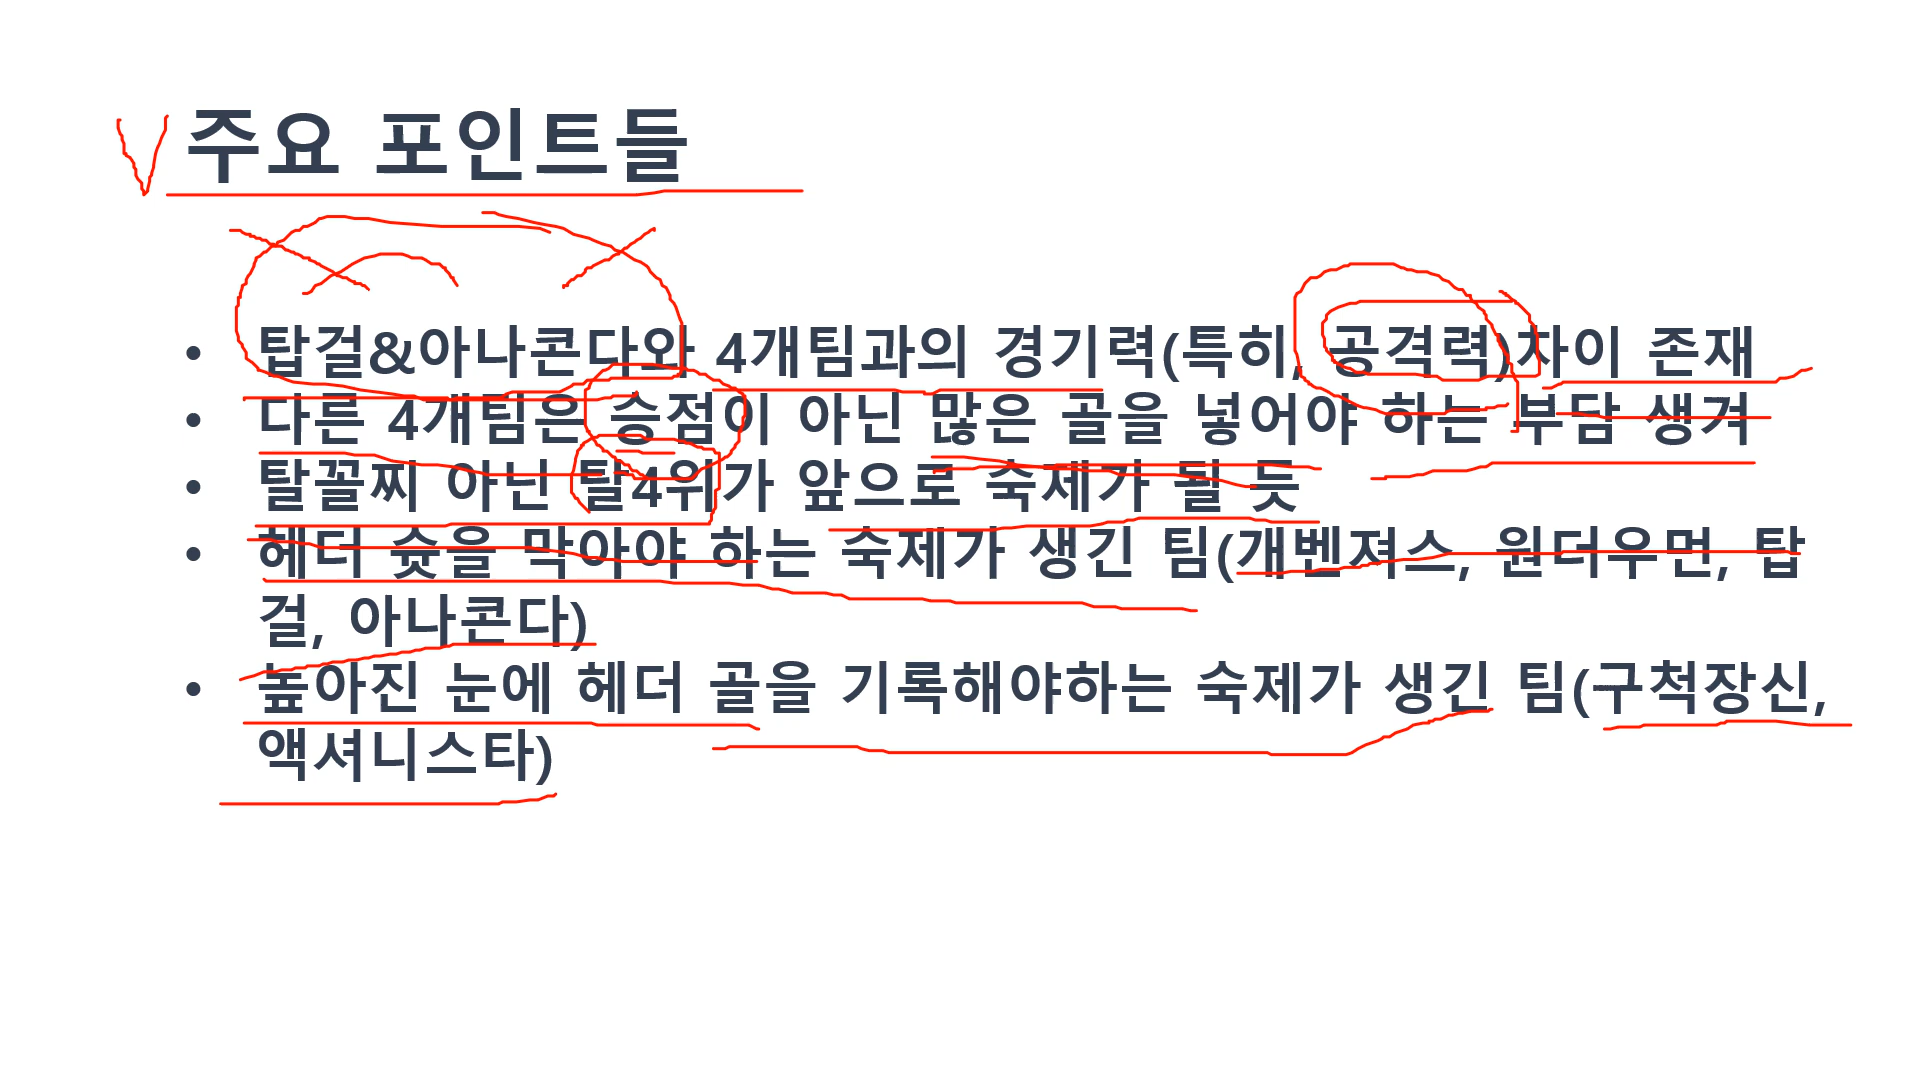 주요 포인트들
• 탑걸&아나콘다와 4개팀과의 경기력(특히, 공격력)차이 존재
• 다른 4개팀은 승점이 아닌 많은 골을 넣어야 하는 부담 생겨
• 탈꼴찌 아닌 탈4위가 앞으로 숙제가 될 듯
• 헤더 슛을 막아야 하는 숙제가 생긴 팀(개벤져스, 원더우먼, 탑
걸, 아나콘다)
• 높아진 눈에 헤더 골을 기록해야하는 숙제가 생긴 팀(구척장신,
액셔니스타)